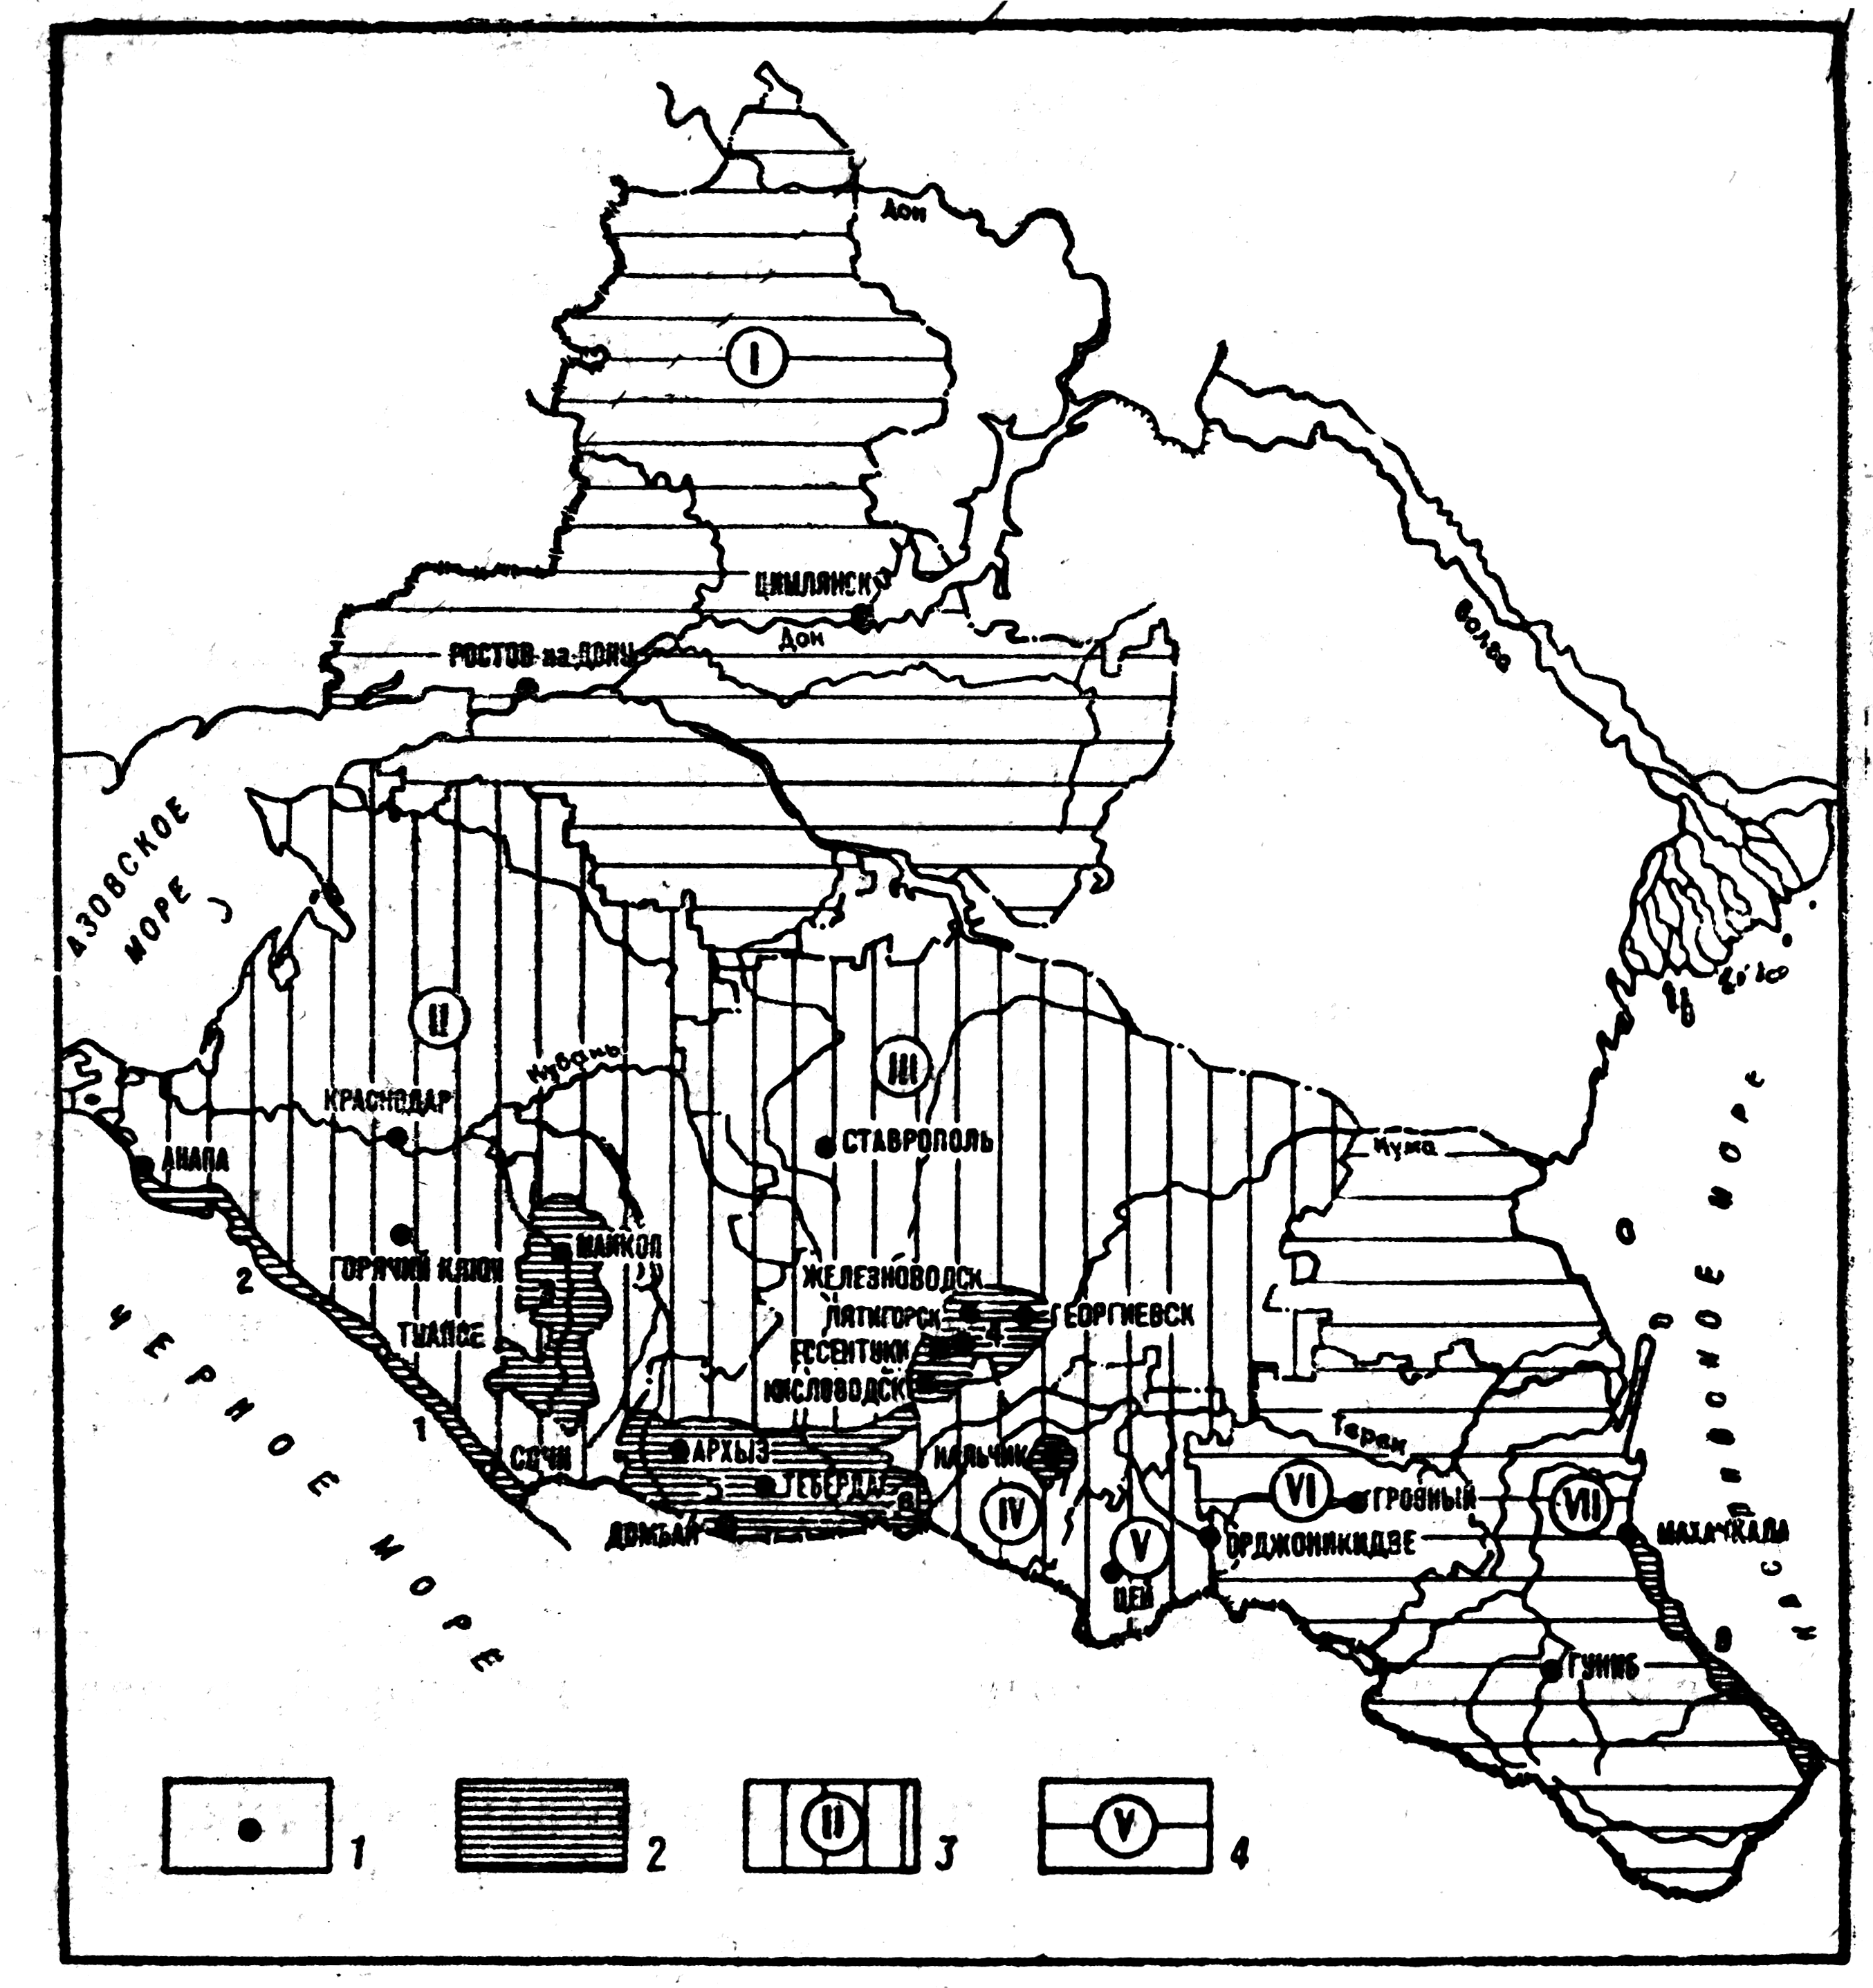 Дон
I
ЦИМЛЯНСК
Дон
РОСТОВ-на-ДОНУ
Волга
АЗОВСКОЕ
МОРЕ
II
Кубань
III
КРАСНОДАР
СТАВРОПОЛЬ
Кума
АНАПА
МАЙКОП
ГОРЯЧИЙ КЛЮЧ
2
3
ЖЕЛЕЗНОВОДСК
ПЯТИГОРСК
4
ГЕОРГИЕВСК
ТУАПСЕ
ЕССЕНТУКИ
КИСЛОВОДСК
1
СОЧИ
АРХЫЗ
НАЛЬЧИК
Терек
5
ТЕБЕРДА
6
IV
VI
ГРОЗНЫЙ
VII
ДОМБАЙ
V
ОРДЖОНИКИДЗЕ
МАХАЧКАЛА
ЦЕЙ
8
ГУНИБ
ЧЕРНОЕ МОРЕ
КАСПИЙСКОЕ МОРЕ
1
2
II 3
V 4